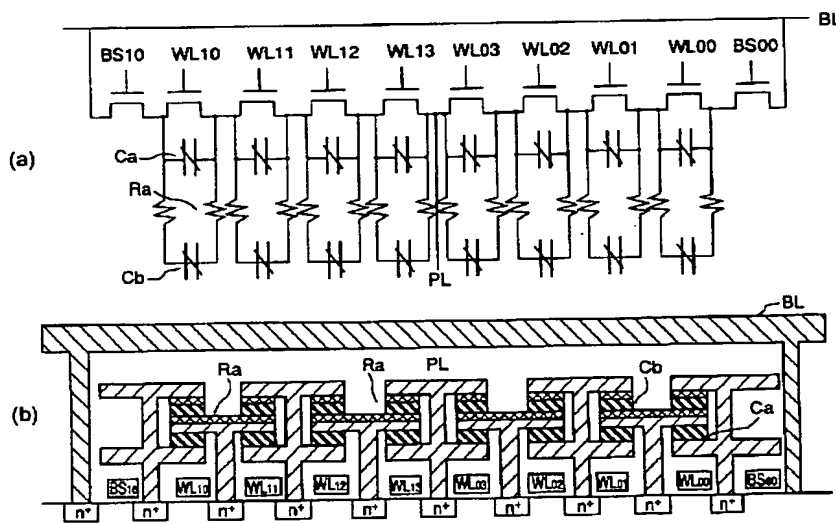 BL
BS10 WL10 WL11 WL12 WL13 WL03 WL02 WL01 WL00 BS00
(a)
Ca
Ra
Cb
PL
BL
(b)
Ra Ra PL Cb
Ca
BS10 WL10 WL11 WL12 WL13 WL03 WL02 WL01 WL00 BS00
n+ n+ n+ n+ n+ n+ n+ n+ n+ n+ n+